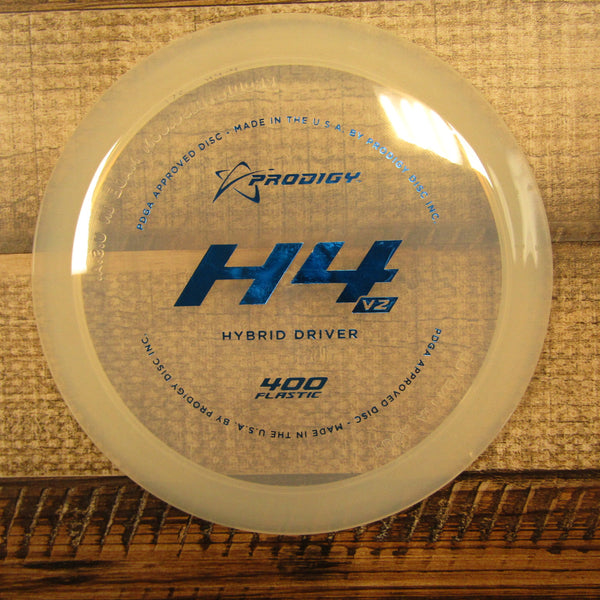 PDGA APPROVED DISC • MADE IN THE U.S.A. BY PRODIGY DISC INC.
PRODIGY
H4 V2
HYBRID DRIVER
400
PLASTIC
PDGA APPROVED DISC • MADE IN THE U.S.A. BY PRODIGY DISC INC.